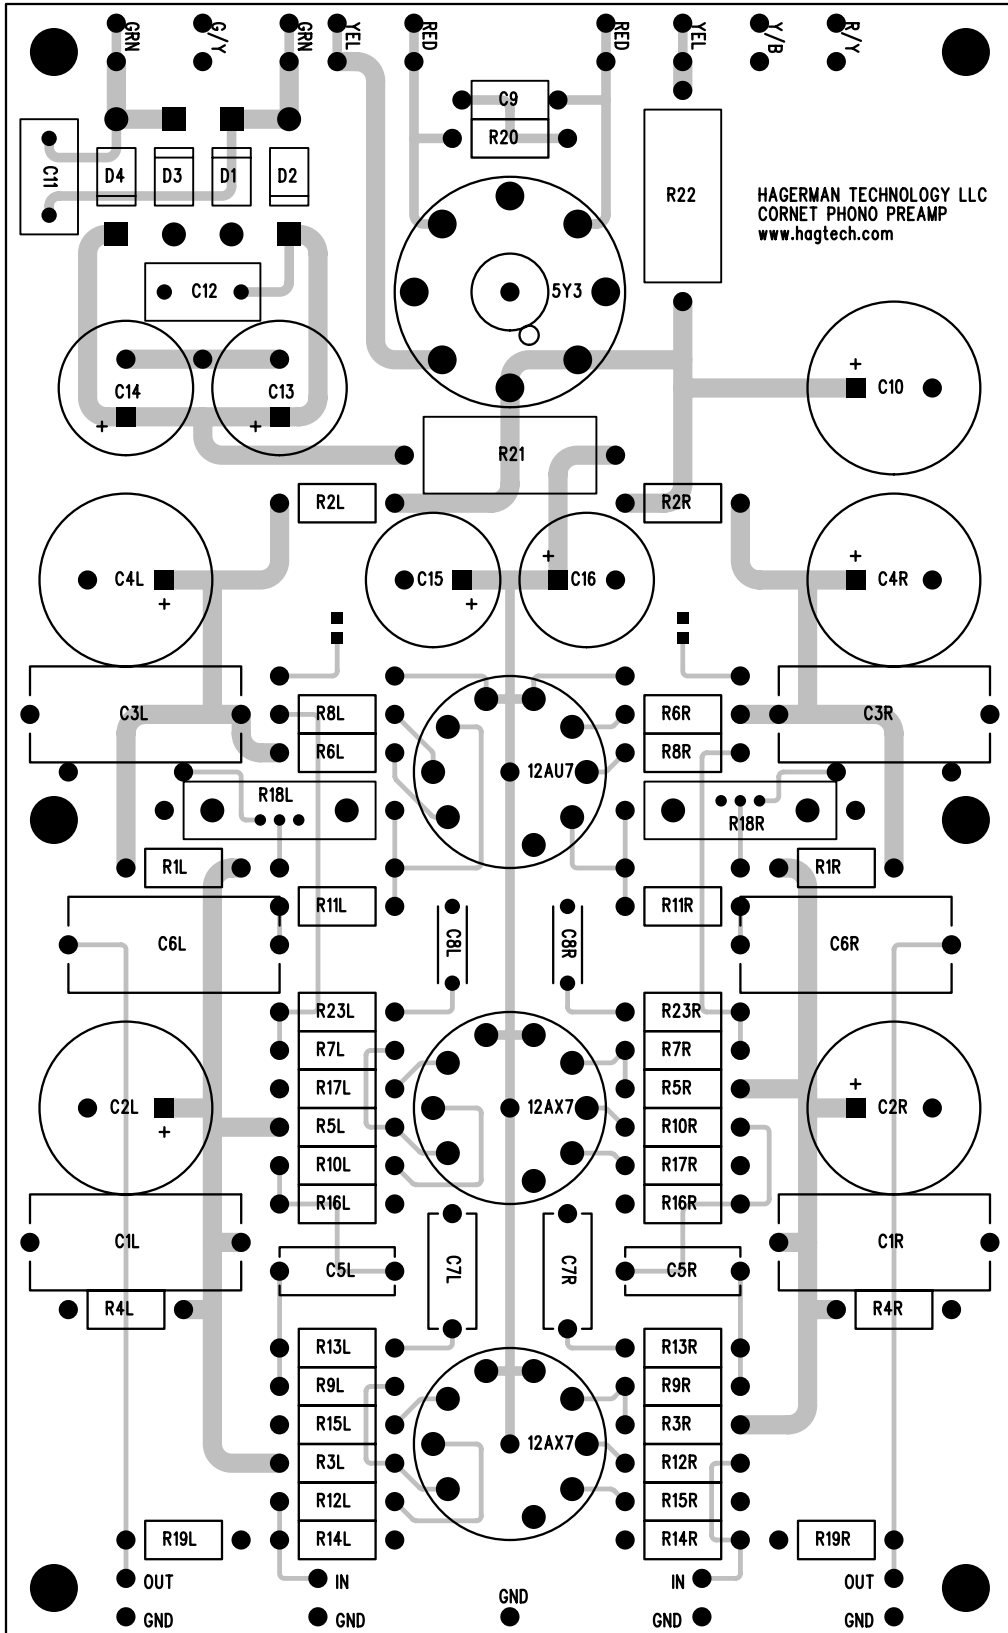 GRN
G/Y
GRN
YEL
RED
RED
YEL
Y/B
R/Y
C9
R20
C11
D4
D3
D1
D2
R22
HAGERMAN TECHNOLOGY LLC
CORNET PHONO PREAMP
www.hagtech.com
C12
5Y3
C14
+
C13
+
+
C10
R21
R2L
R2R
C4L
+
C15
+
+
C16
+
C4R
C3L
R8L
R6R
C3R
R6L
12AU7
R8R
R18L
R18R
R1L
R1R
R11L
R11R
C6L
C8L
C8R
C6R
R23L
R23R
R7L
R7R
R17L
R5R
C2L
+
R5L
12AX7
R10R
+
C2R
R10L
R17R
R16L
R16R
C1L
C5L
C7L
C7R
C5R
C1R
R4L
R4R
R13L
R13R
R9L
R9R
R15L
R3R
R3L
12AX7
R12R
R12L
R15R
R19L
R14L
R14R
R19R
OUT
IN
IN
OUT
GND
GND
GND
GND
GND